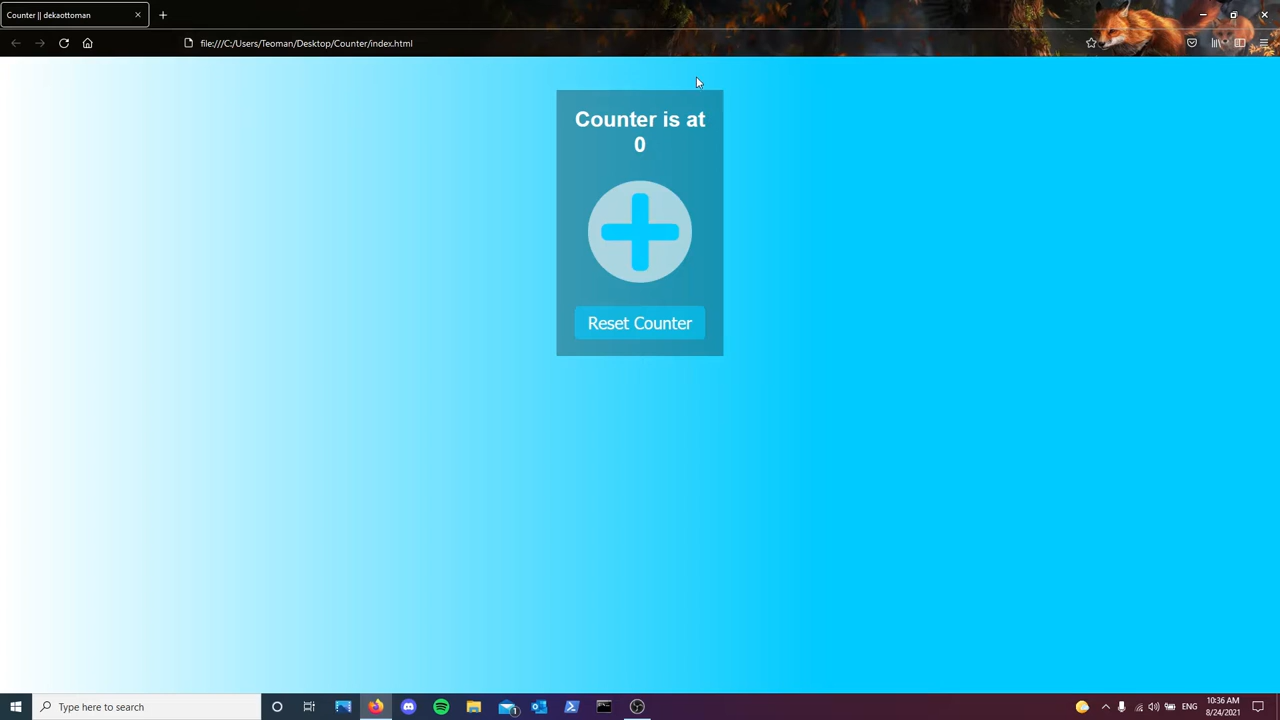 Counter || dekaottoman
file:///C:/Users/Teoman/Desktop/Counter/index.html
Counter is at
0
Reset Counter
Type here to search
1
ENG
10:36 AM
8/24/2021